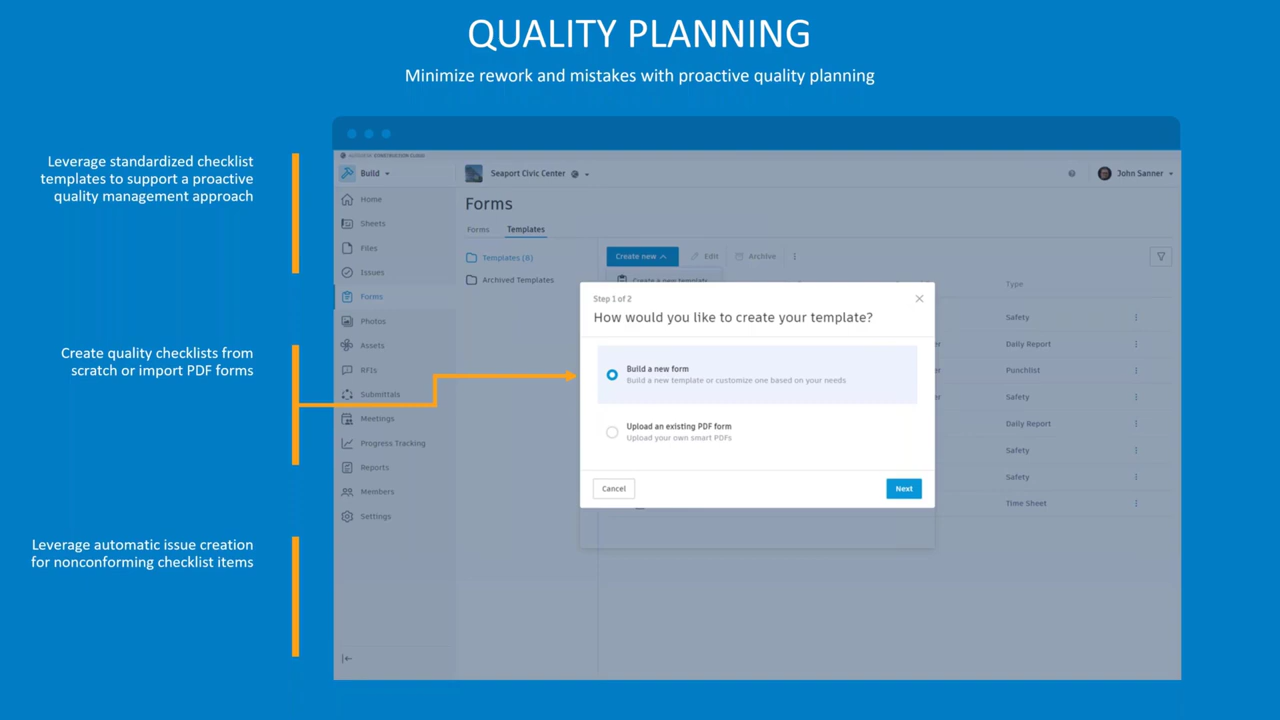 QUALITY PLANNING
Minimize rework and mistakes with proactive quality planning
Leverage standardized checklist
templates to support a proactive
quality management approach
Create quality checklists from
scratch or import PDF forms
Leverage automatic issue creation
for nonconforming checklist items
AUTODESK CONSTRUCTION CLOUD
Build
Seaport Civic Center
John Sanner
Home
Sheets
Files
Issues
Forms
Photos
Assets
RFIs
Submittals
Meetings
Progress Tracking
Reports
Members
Settings
Forms
Forms Templates
Templates (8)
Archived Templates
Create new Edit Archive
Create a new template
Type
Safety
Daily Report
Punchlist
Safety
Daily Report
Safety
Safety
Time Sheet
Step 1 of 2
How would you like to create your template?
Build a new form
Build a new template or customize one based on your needs
Upload an existing PDF form
Upload your own smart PDFs
Cancel Next